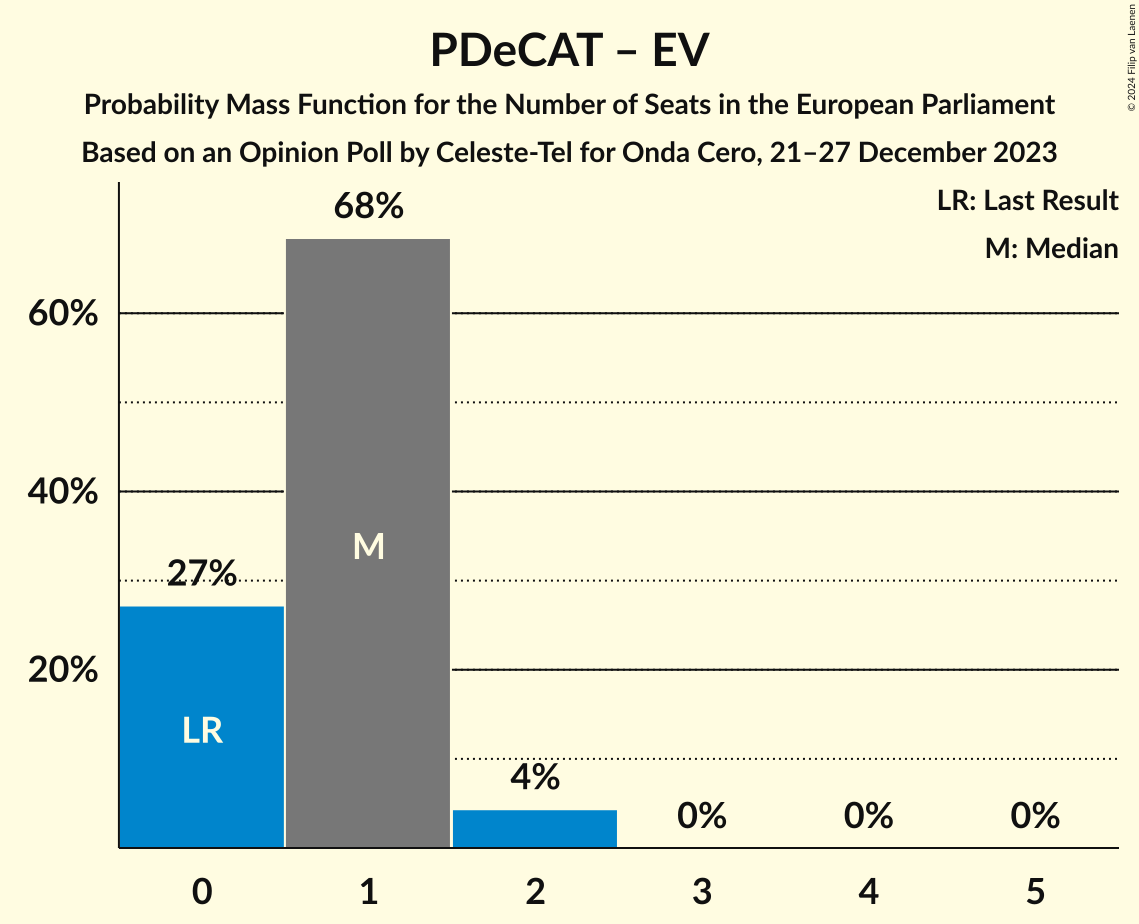 PDeCAT – EV
Probability Mass Function for the Number of Seats in the European Parliament
Based on an Opinion Poll by Celeste-Tel for Onda Cero, 21–27 December 2023
© 2024 Filip van Laenen
LR: Last Result
M: Median
68%
60%
40%
M
27%
20%
LR
4%
0%
0%
0%
0
1
2
3
4
5